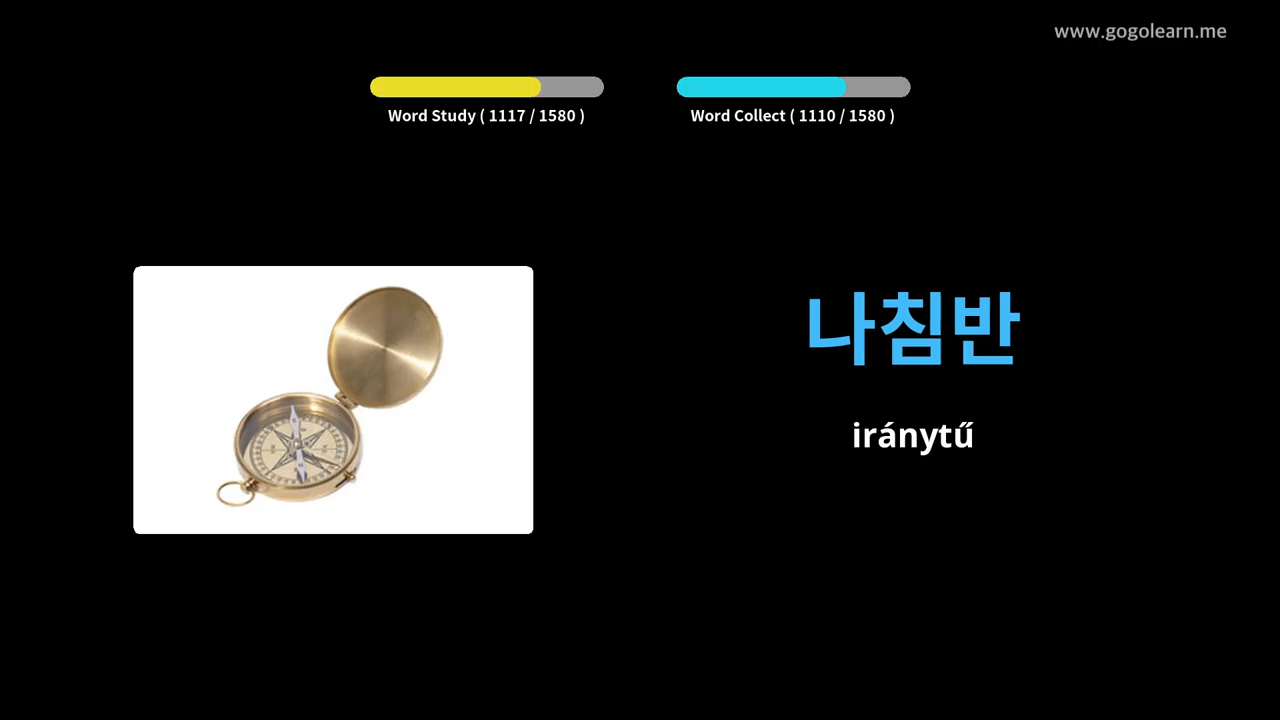 www.gogolearn.me
Word Study ( 1117 / 1580 )
Word Collect ( 1110 / 1580 )
나침반
iránytű